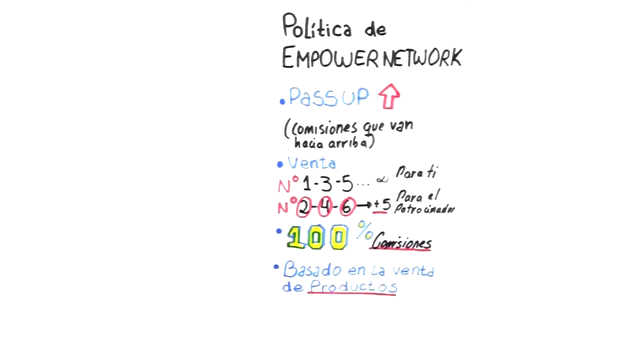 Política de
EMPOWER NETWORK
• PASS UP ↑
(comisiones que van
hacia arriba)
• Venta
Nº 1-3-5... ∞ Para ti
Nº 2-4-6 → +5 Para el
Patrocinador
• 100 % Comisiones
• Basado en la venta
de Productos